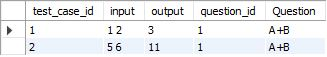 test_case_id input output question_id Question
1 1 2 3 1 A+B
2 5 6 11 1 A+B